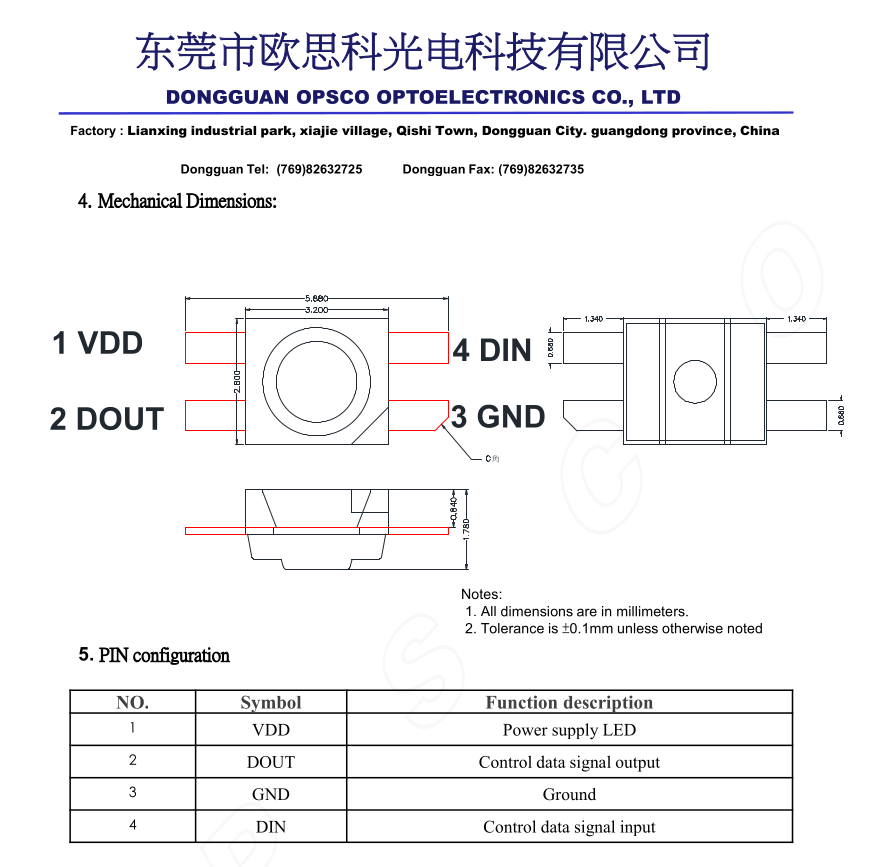 东莞市欧思科光电科技有限公司
DONGGUAN OPSCO OPTOELECTRONICS CO., LTD
Factory : Lianxing industrial park, xiajie village, Qishi Town, Dongguan City. guangdong province, China
Dongguan Tel: (769)82632725 Dongguan Fax: (769)82632735
4. Mechanical Dimensions:
5.880
3.200
1 VDD
2 DOUT
2.800
4 DIN
3 GND
C角
1.340
1.340
0.680
0.680
0.840
1.780
Notes:
1. All dimensions are in millimeters.
2. Tolerance is ±0.1mm unless otherwise noted
5. PIN configuration
NO. Symbol Function description
1 VDD Power supply LED
2 DOUT Control data signal output
3 GND Ground
4 DIN Control data signal input
O
C
S
P